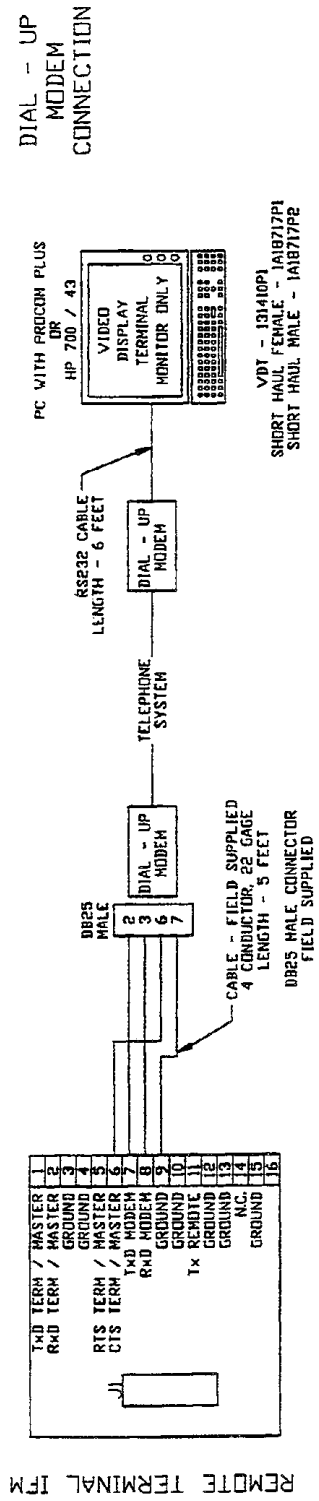 DIAL - UP
MODEM
CONNECTION
PC WITH PROCOM PLUS
OR
HP 700 / 43
VIDEO
DISPLAY
TERMINAL
MONITOR ONLY
VDT - 13410P1
SHORT HAUL FEMALE - 1A18717P1
SHORT HAUL MALE - 1A18717P2
RS232 CABLE
LENGTH - 6 FEET
DIAL - UP
MODEM
TELEPHONE
SYSTEM
DIAL - UP
MODEM
DB25
MALE
2
3
6
7
CABLE - FIELD SUPPLIED
4 CONDUCTOR, 22 GAGE
LENGTH - 5 FEET
DB25 MALE CONNECTOR
FIELD SUPPLIED
TxD TERM / MASTER 1
RxD TERM / MASTER 2
GROUND 3
GROUND 4
RTS TERM / MASTER 5
CTS TERM / MASTER 6
TxD MODEM 7
RxD MODEM 8
GROUND 9
GROUND 10
Tx REMOTE 11
GROUND 12
GROUND 13
N.C. 14
GROUND 15
16
REMOTE TERMINAL IFM